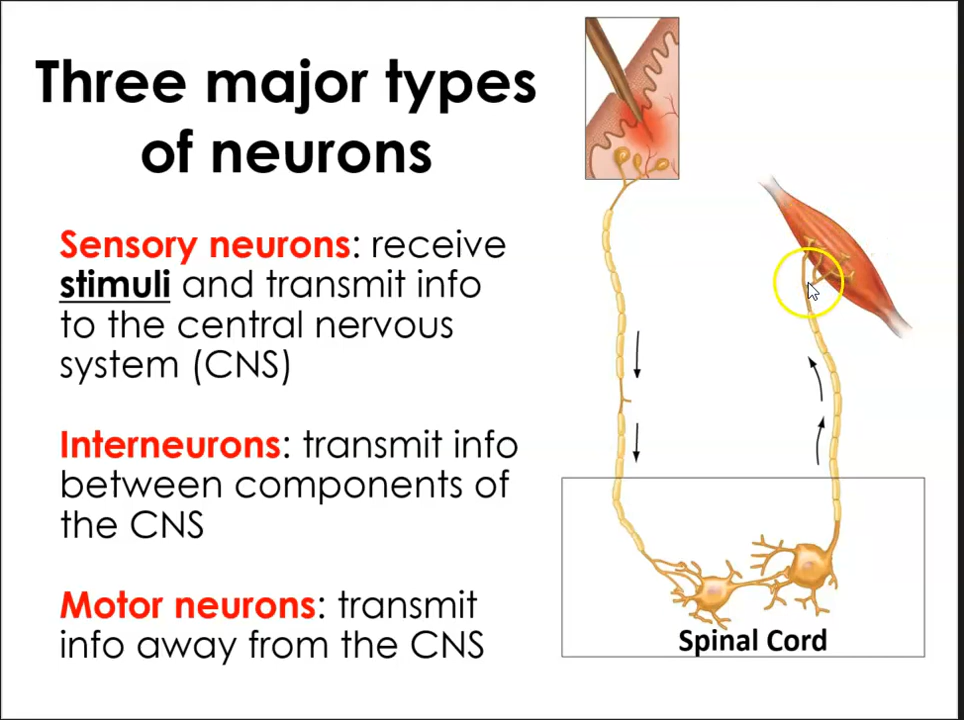 Three major types
of neurons
Sensory neurons: receive
stimuli and transmit info
to the central nervous
system (CNS)
Interneurons: transmit info
between components of
the CNS
Motor neurons: transmit
info away from the CNS
Spinal Cord